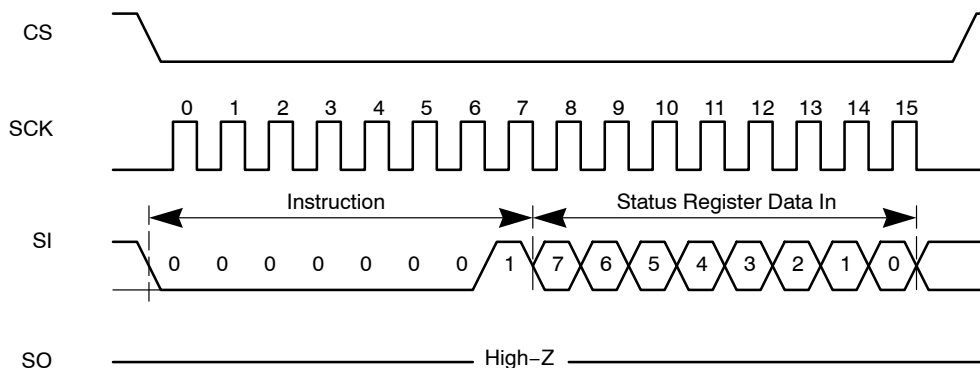 CS
0 1 2 3 4 5 6 7 8 9 10 11 12 13 14 15
SCK
Instruction Status Register Data In
SI
0 0 0 0 0 0 0 1 7 6 5 4 3 2 1 0
SO High−Z